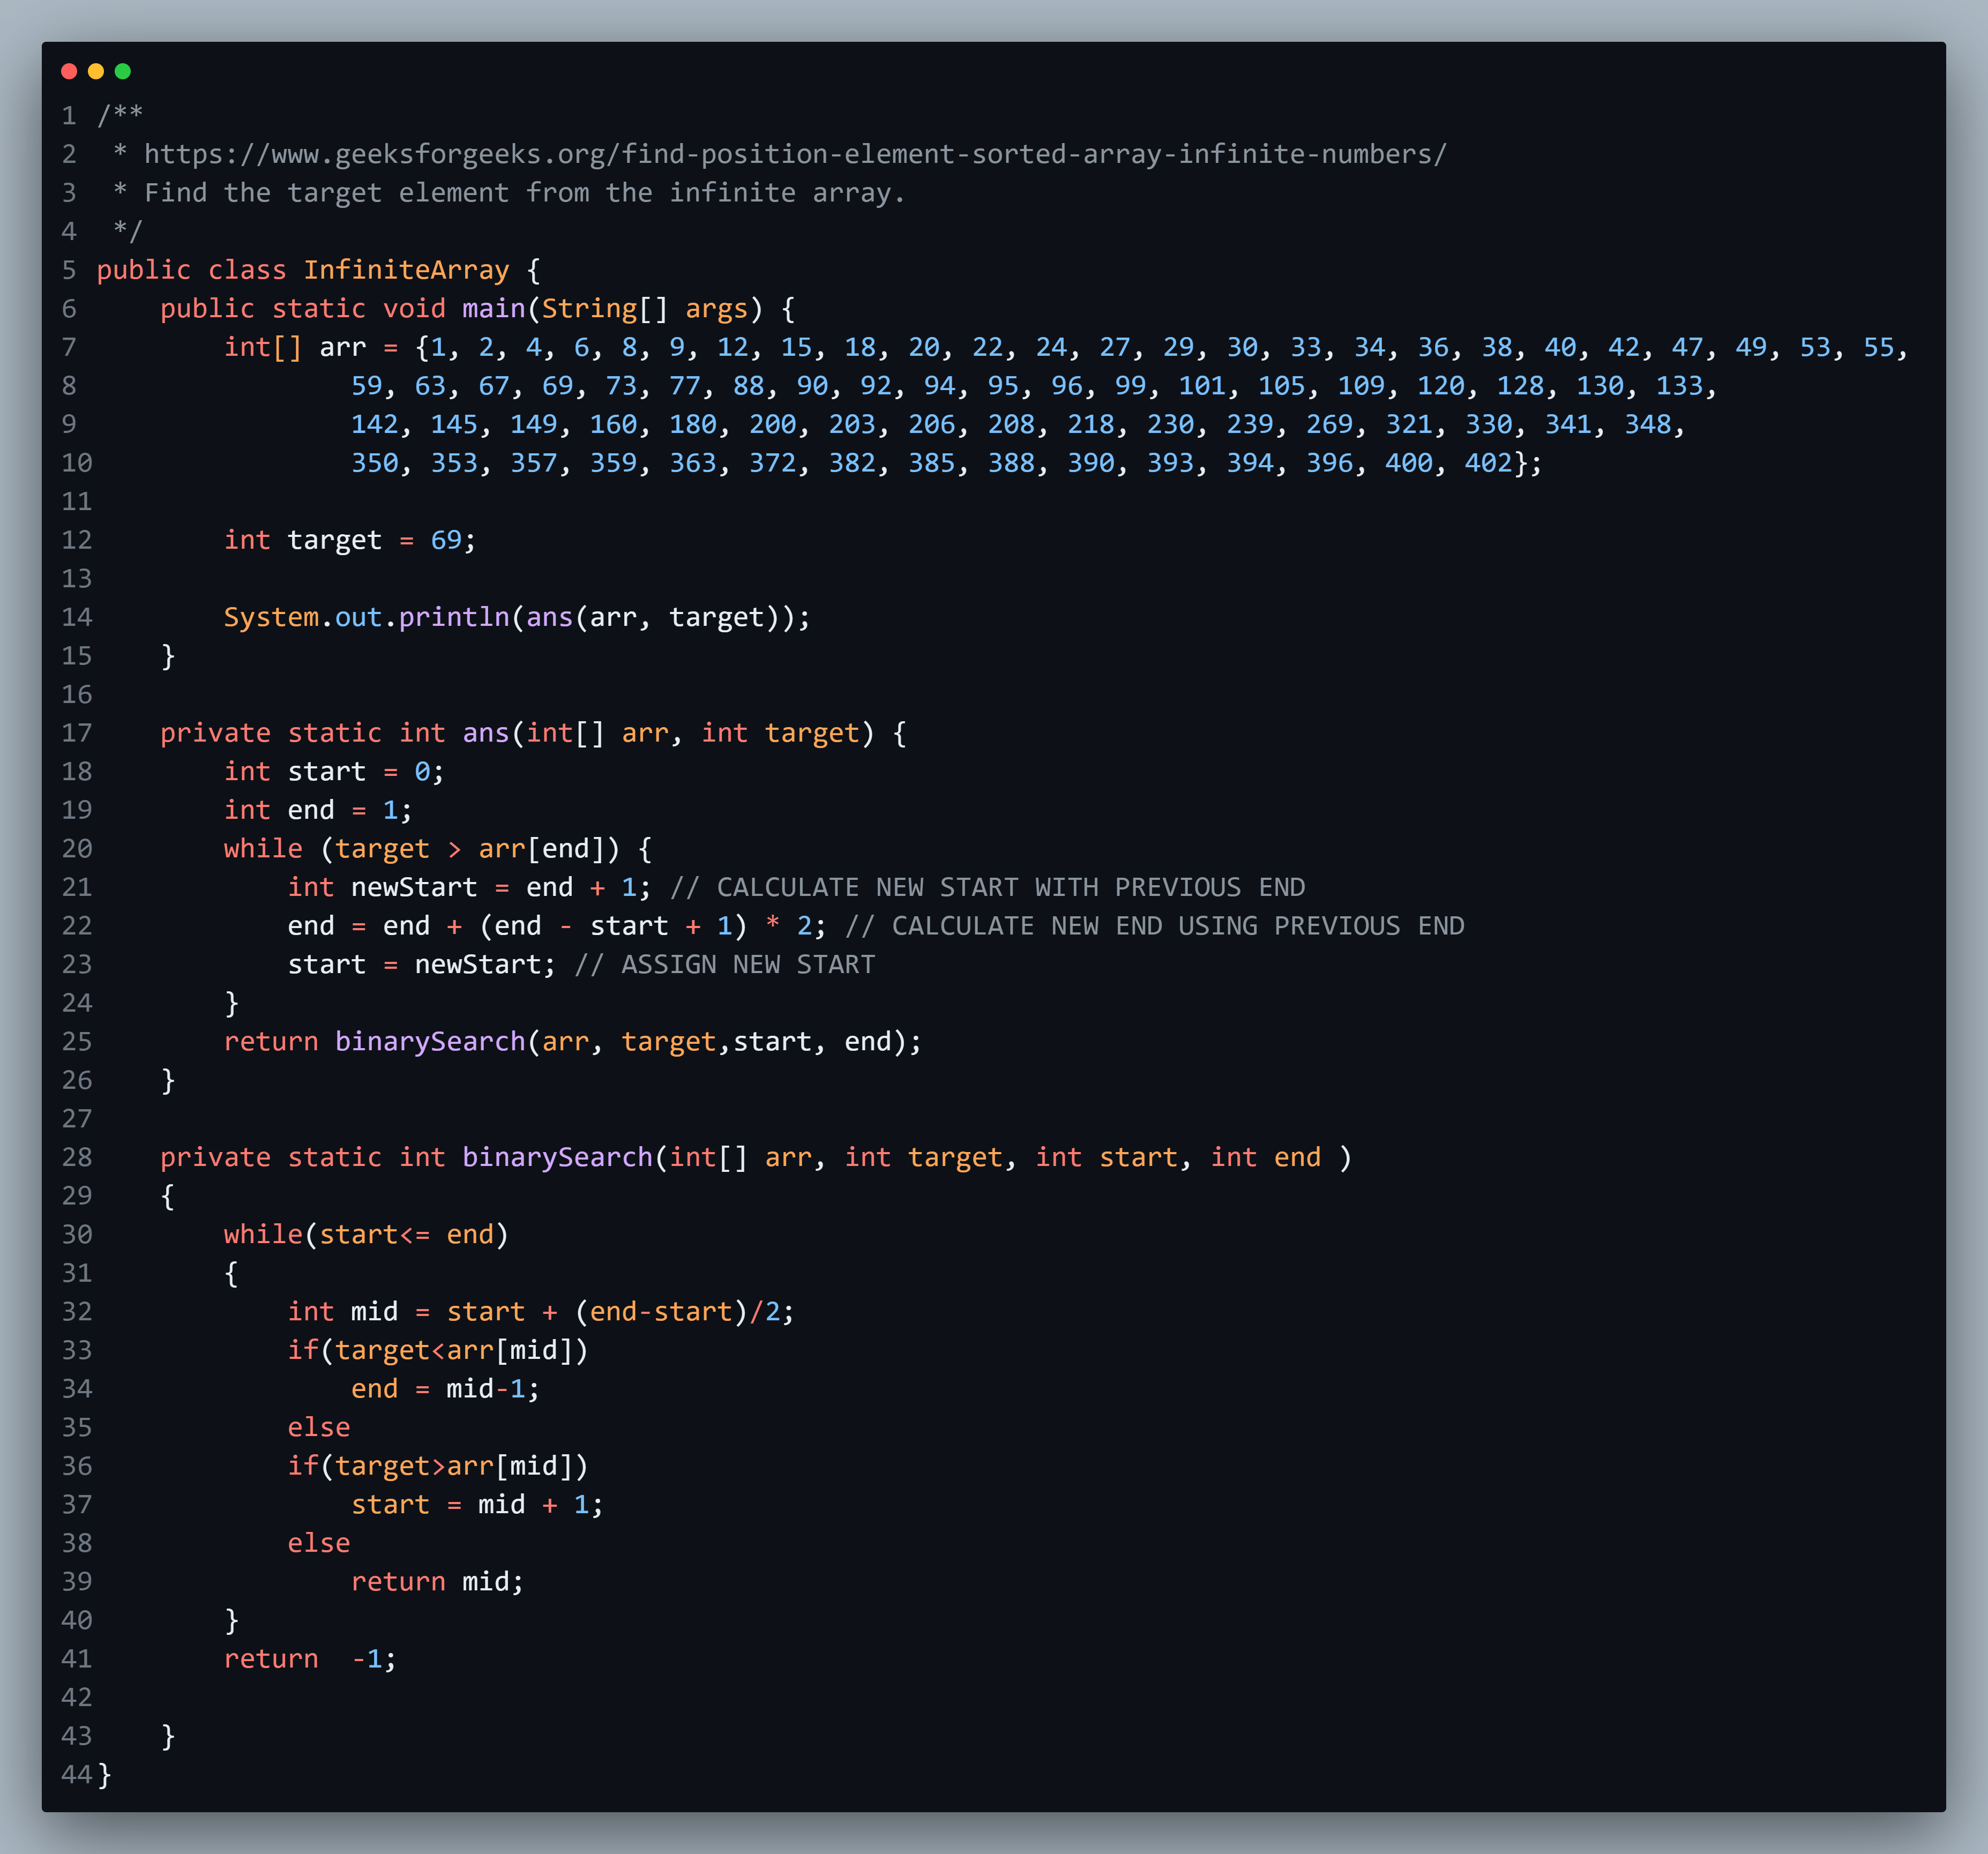 1 /**
2  * https://www.geeksforgeeks.org/find-position-element-sorted-array-infinite-numbers/
3  * Find the target element from the infinite array.
4  */
5 public class InfiniteArray {
6     public static void main(String[] args) {
7         int[] arr = {1, 2, 4, 6, 8, 9, 12, 15, 18, 20, 22, 24, 27, 29, 30, 33, 34, 36, 38, 40, 42, 47, 49, 53, 55,
8                 59, 63, 67, 69, 73, 77, 88, 90, 92, 94, 95, 96, 99, 101, 105, 109, 120, 128, 130, 133,
9                 142, 145, 149, 160, 180, 200, 203, 206, 208, 218, 230, 239, 269, 321, 330, 341, 348,
10                 350, 353, 357, 359, 363, 372, 382, 385, 388, 390, 393, 394, 396, 400, 402};
11
12         int target = 69;
13
14         System.out.println(ans(arr, target));
15     }
16
17     private static int ans(int[] arr, int target) {
18         int start = 0;
19         int end = 1;
20         while (target > arr[end]) {
21             int newStart = end + 1; // CALCULATE NEW START WITH PREVIOUS END
22             end = end + (end - start + 1) * 2; // CALCULATE NEW END USING PREVIOUS END
23             start = newStart; // ASSIGN NEW START
24         }
25         return binarySearch(arr, target,start, end);
26     }
27
28     private static int binarySearch(int[] arr, int target, int start, int end )
29     {
30         while(start<= end)
31         {
32             int mid = start + (end-start)/2;
33             if(target<arr[mid])
34                 end = mid-1;
35             else
36             if(target>arr[mid])
37                 start = mid + 1;
38             else
39                 return mid;
40         }
41         return  -1;
42
43     }
44 }